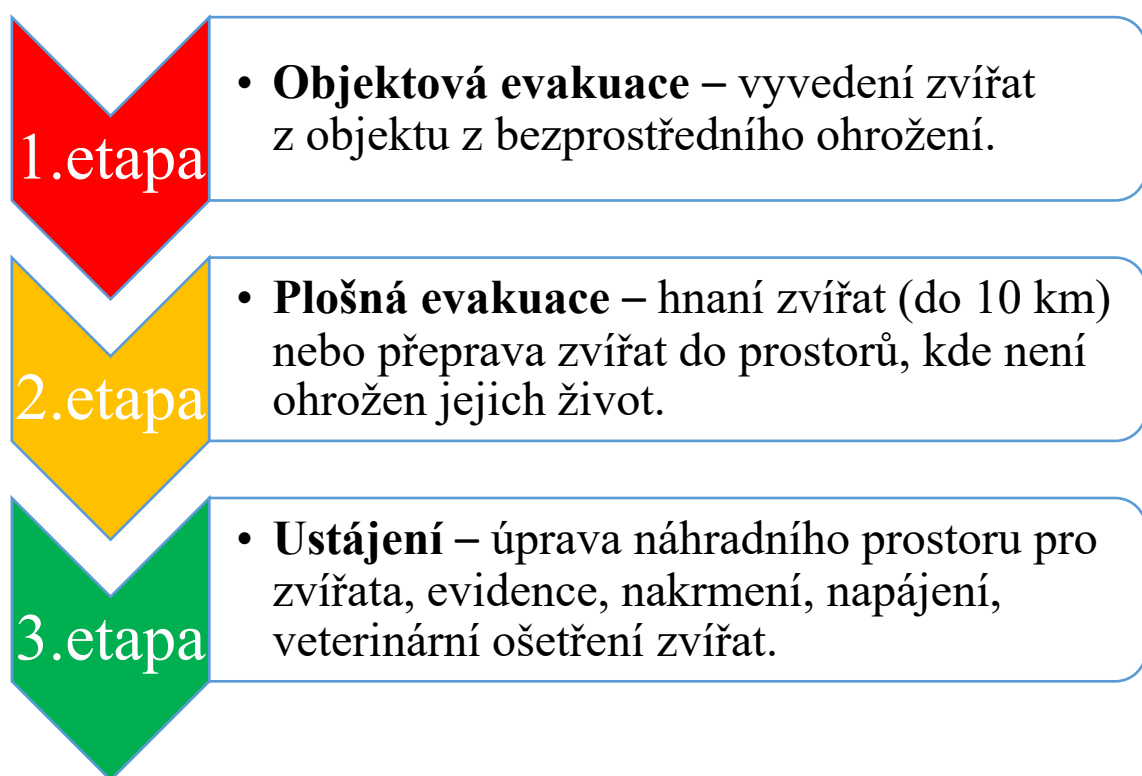 1.etapa
• Objektová evakuace – vyvedení zvířat
z objektu z bezprostředního ohrožení.
2.etapa
• Plošná evakuace – hnaní zvířat (do 10 km)
nebo přeprava zvířat do prostorů, kde není
ohrožen jejich život.
3.etapa
• Ustájení – úprava náhradního prostoru pro
zvířata, evidence, nakrmení, napájení,
veterinární ošetření zvířat.